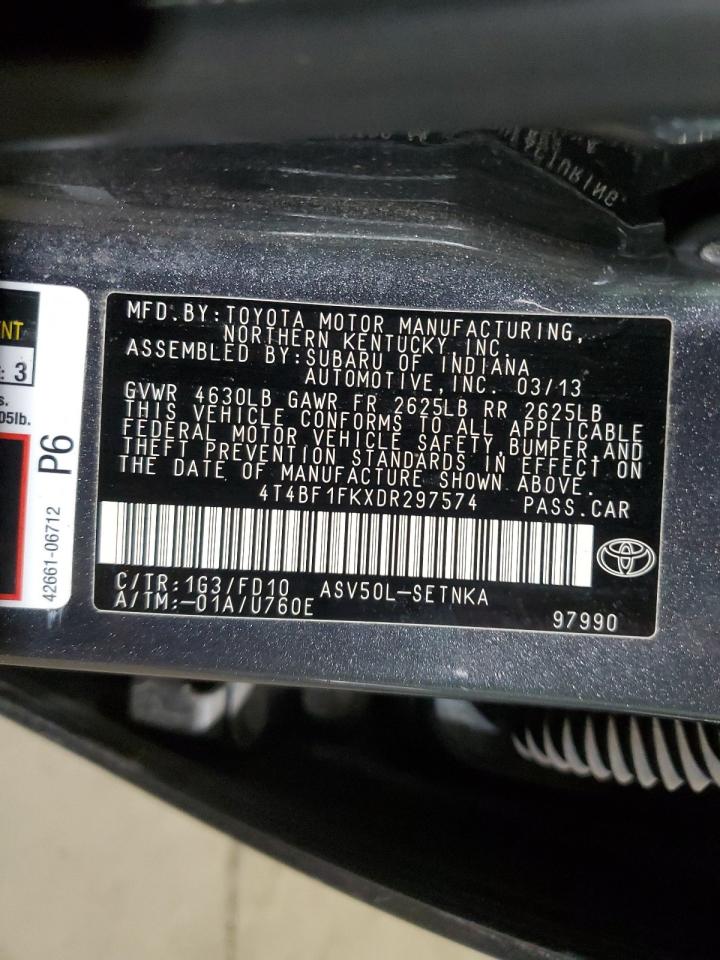 MFD.BY:TOYOTA MOTOR MANUFACTURING,
NORTHERN KENTUCKY,INC.
ASSEMBLED BY:SUBARU OF INDIANA
AUTOMOTIVE,INC. 03/13
GVWR 4630LB GAWR FR 2625LB RR 2625LB
THIS VEHICLE CONFORMS TO ALL APPLICABLE
FEDERAL MOTOR VEHICLE SAFETY,BUMPER,AND
THEFT PREVENTION STANDARDS IN EFFECT ON
THE DATE OF MANUFACTURE SHOWN ABOVE.
4T4BF1FKXDR297574 PASS.CAR
C/TR:1G3/FD10 ASV50L-SETNKA
A/TM:-01A/U760E
97990
3
P6
42661-06712